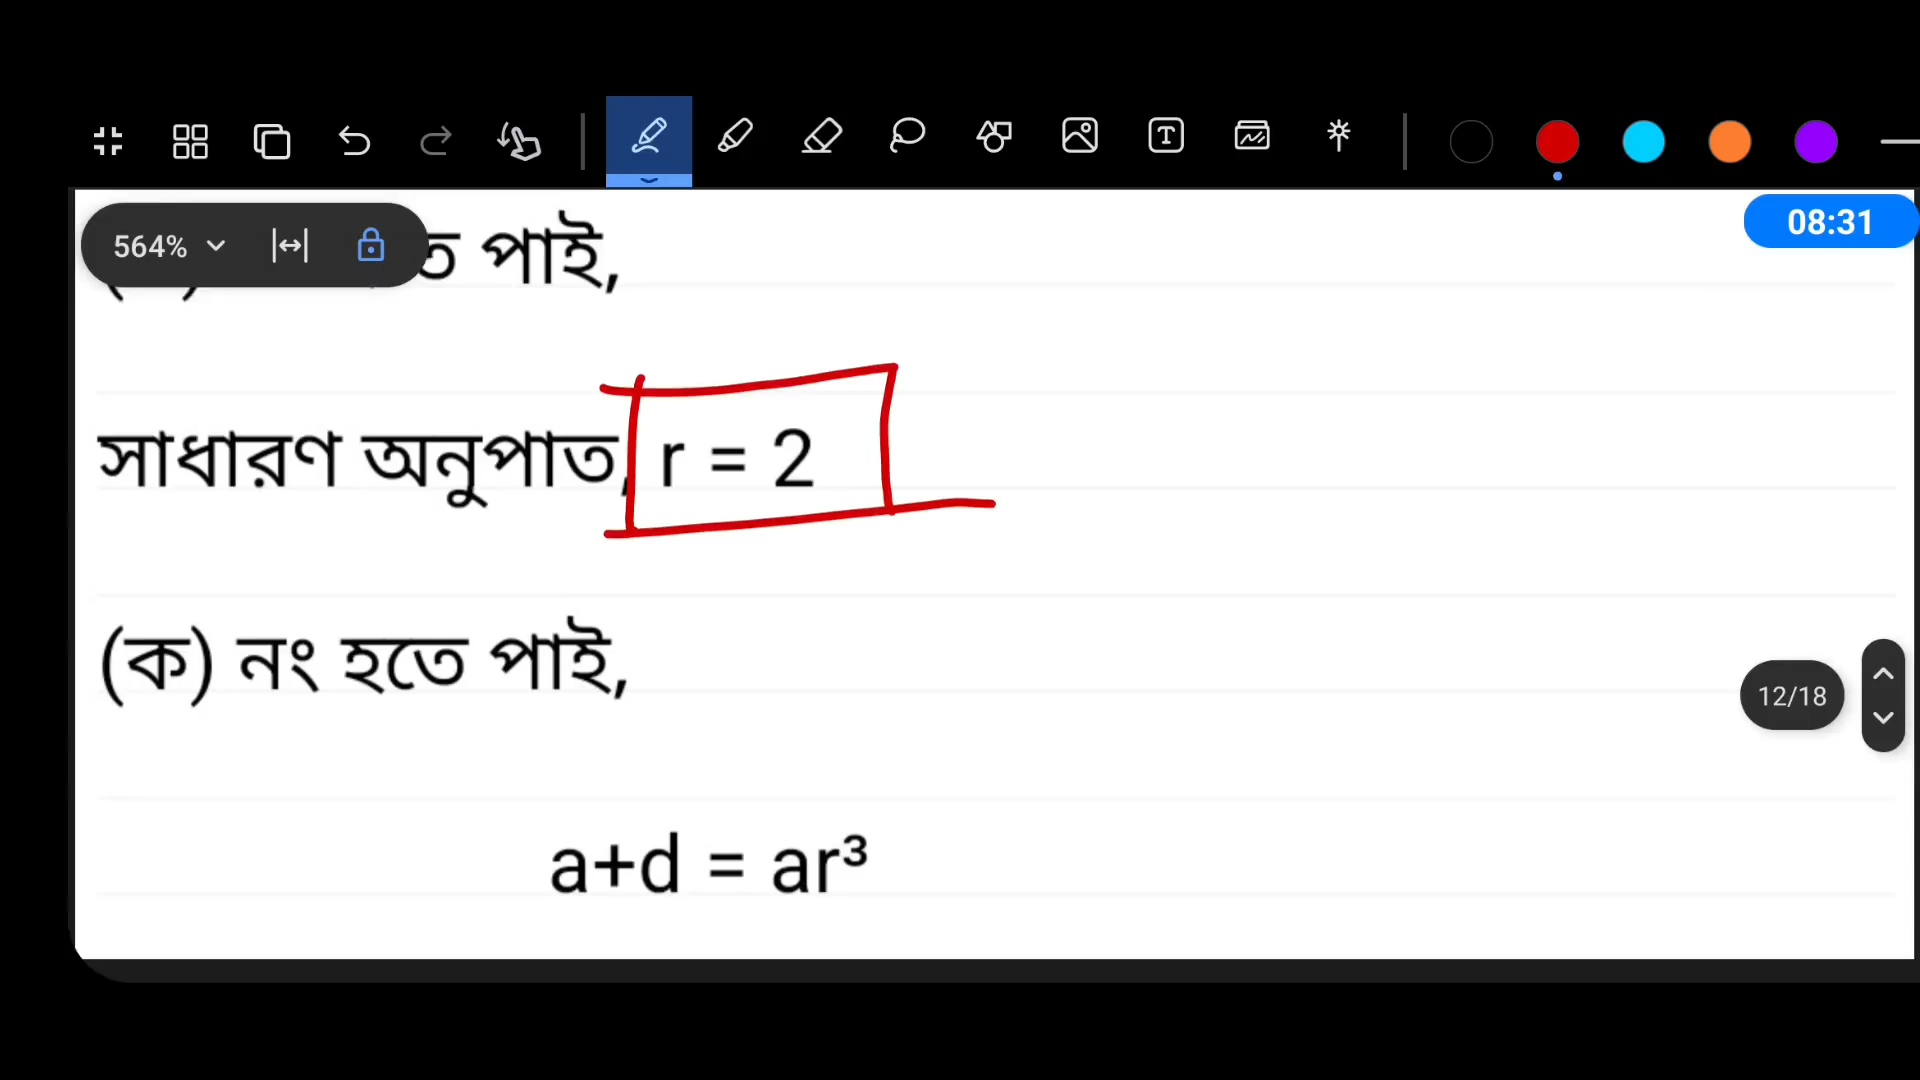 564%
08:31
পাই,
সাধারণ অনুপাত, r = 2
(ক) নং হতে পাই,
12/18
a+d = ar³